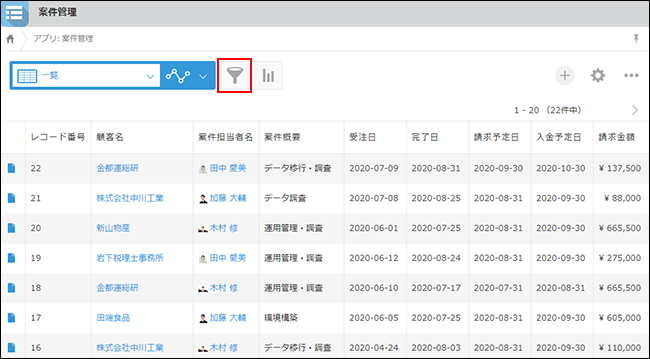 案件管理
アプリ: 案件管理
一覧
1 - 20 （22件中）
レコード番号 顧客名 案件担当者名 案件概要 受注日 完了日 請求予定日 入金予定日 請求金額
22 金都運総研 田中 愛美 データ移行・調査 2020-07-09 2020-08-31 2020-09-30 2020-10-30 ¥ 137,500
21 株式会社中川工業 加藤 大輔 データ調査 2020-07-08 2020-08-25 2020-08-31 2020-09-30 ¥ 88,000
20 新山物産 木村 修 運用管理・調査 2020-06-01 2020-07-25 2020-08-31 2020-09-30 ¥ 665,500
19 岩下税理士事務所 田中 愛美 運用管理・調査 2020-06-12 2020-08-24 2020-08-31 2020-09-30 ¥ 275,000
18 金都運総研 木村 修 運用管理・調査 2020-06-10 2020-07-17 2020-07-31 2020-08-31 ¥ 665,500
17 田端食品 加藤 大輔 環境構築 2020-06-05 2020-07-25 2020-08-31 2020-09-30 ¥ 605,000
16 株式会社中川工業 木村 修 データ移行・調査 2020-04-24 2020-08-03 2020-08-31 2020-09-30 ¥ 110,000